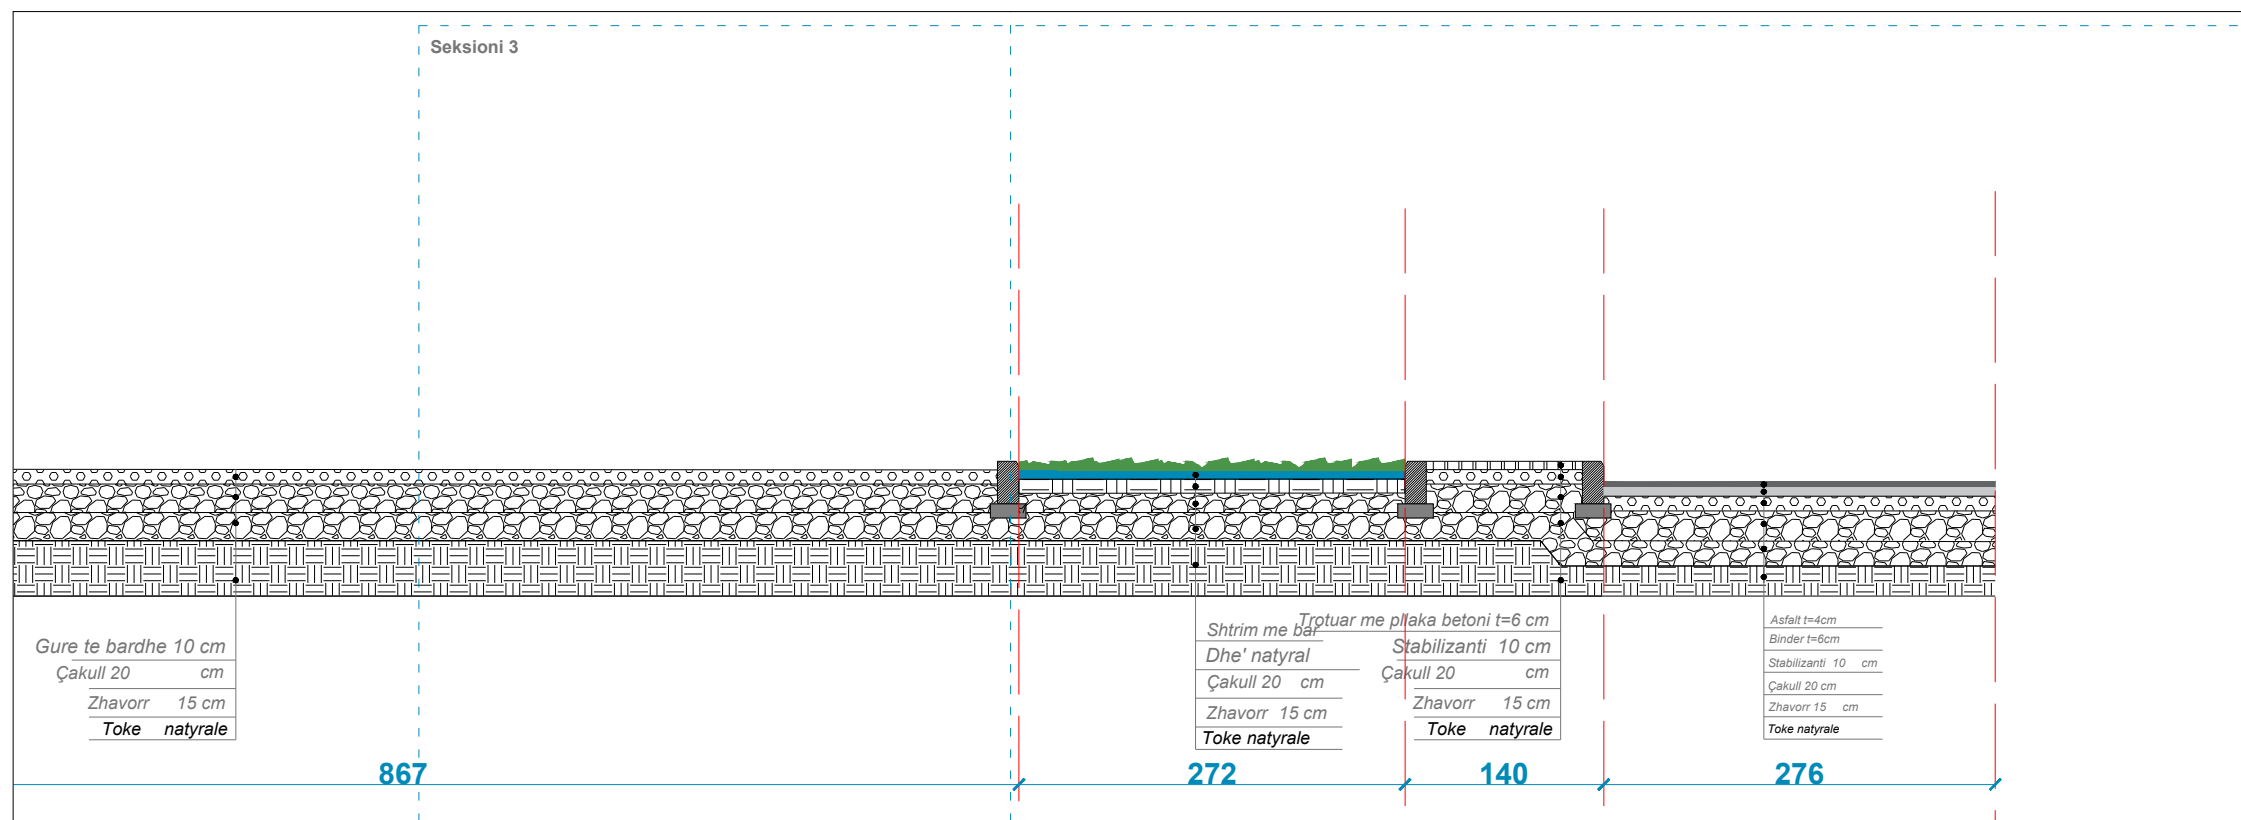 Seksioni 3
Gure te bardhe 10 cm
Çakull 20 cm
Zhavorr 15 cm
Toke natyrale
Shtrim me bar
Dhe' natyral
Çakull 20 cm
Zhavorr 15 cm
Toke natyrale
Trotuar me pllaka betoni t=6 cm
Stabilizanti 10 cm
Çakull 20 cm
Zhavorr 15 cm
Toke natyrale
Asfalt t=4cm
Binder t=6cm
Stabilizanti 10 cm
Çakull 20 cm
Zhavorr 15 cm
Toke natyrale
867
272
140
276